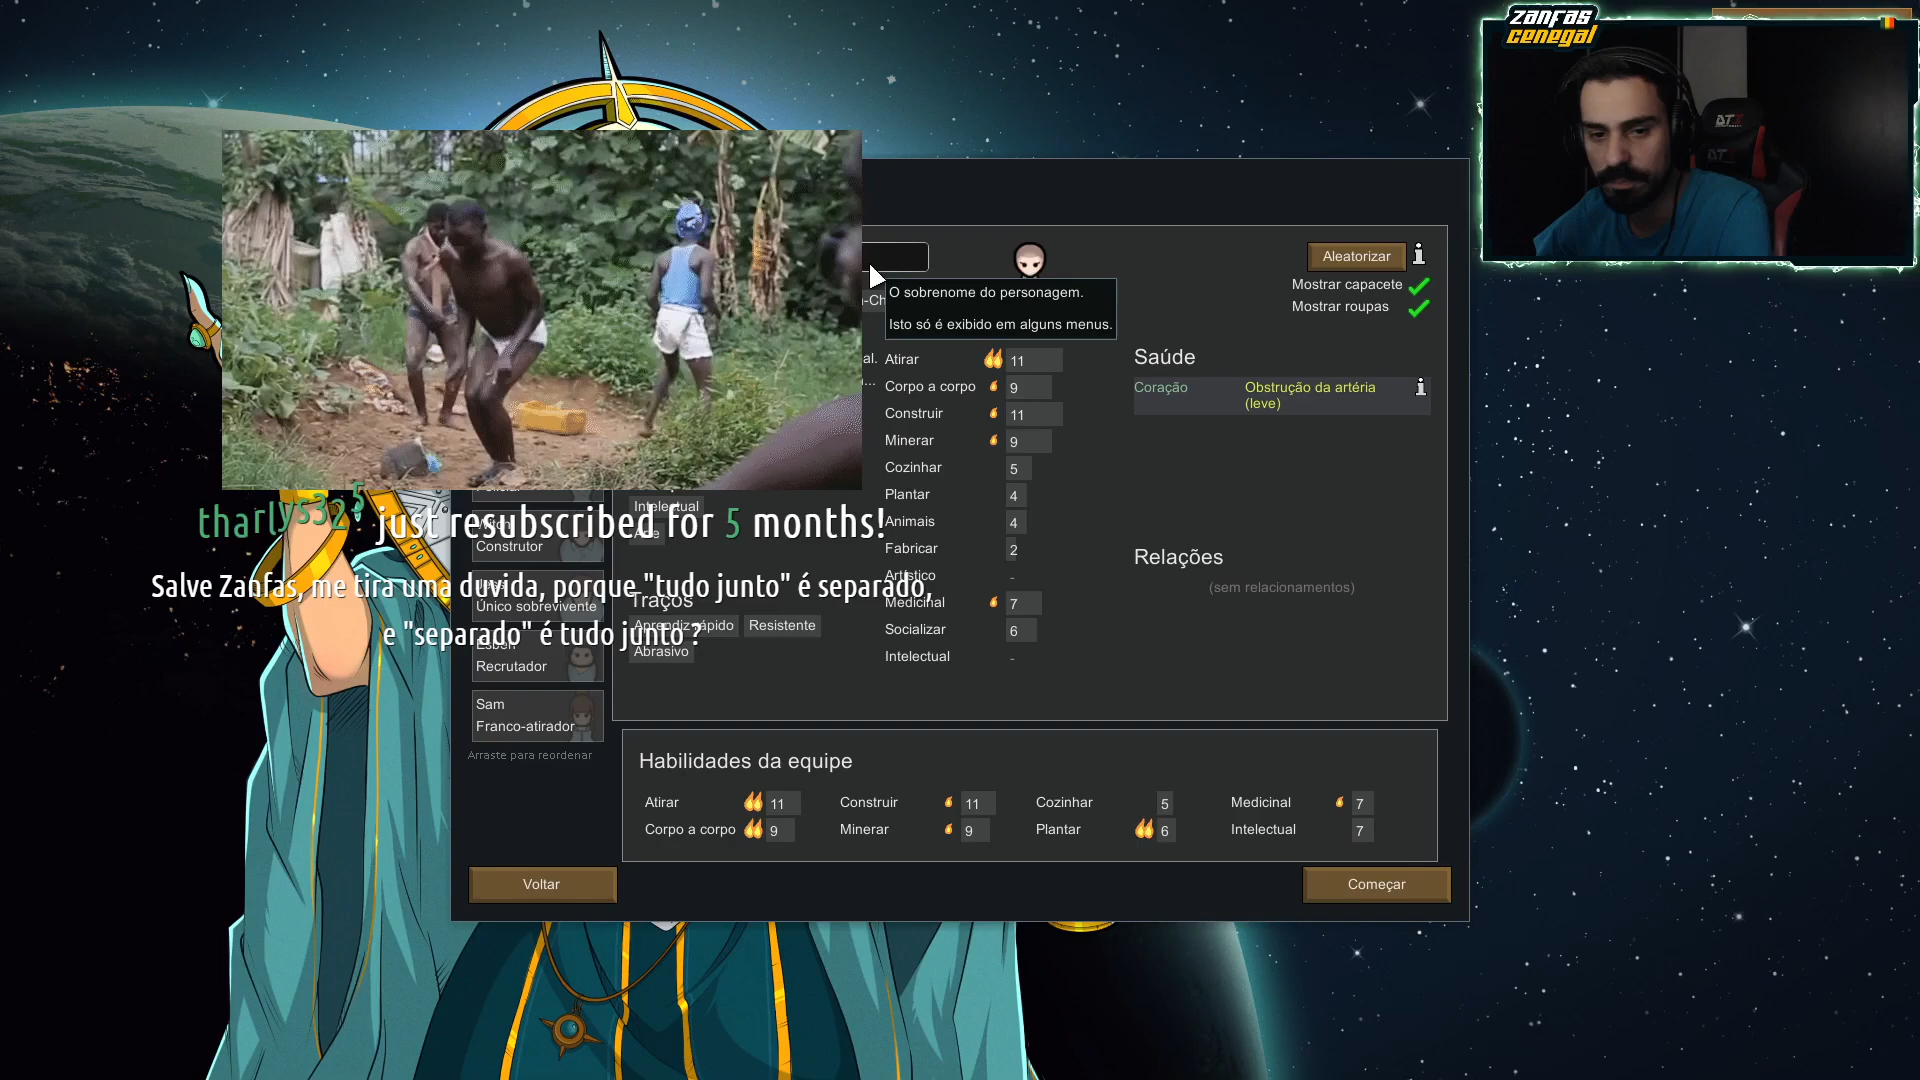 ZANFAS
CENEGAL
DT3
DT
Aleatorizar
Mostrar capacete
Mostrar roupas
O sobrenome do personagem.
Isto só é exibido em alguns menus.
Atirar 11
Corpo a corpo 9
Construir 11
Minerar 9
Cozinhar 5
Plantar 4
Animais 4
Fabricar 2
Artístico -
Medicinal 7
Socializar 6
Intelectual -
Saúde
Coração Obstrução da artéria
(leve)
Relações
(sem relacionamentos)
Intelectual
tharlys325 just resubscribed for 5 months!
Salve Zanfas, me tira uma duvida, porque "tudo junto" é separado,
e "separado" é tudo junto ?
Traços
Aprendiz rápido Resistente
Abrasivo
Construtor
Único sobrevivente
Esben
Recrutador
Sam
Franco-atirador
Arraste para reordenar
Habilidades da equipe
Atirar 11 Construir 11 Cozinhar 5 Medicinal 7
Corpo a corpo 9 Minerar 9 Plantar 6 Intelectual 7
Voltar
Começar